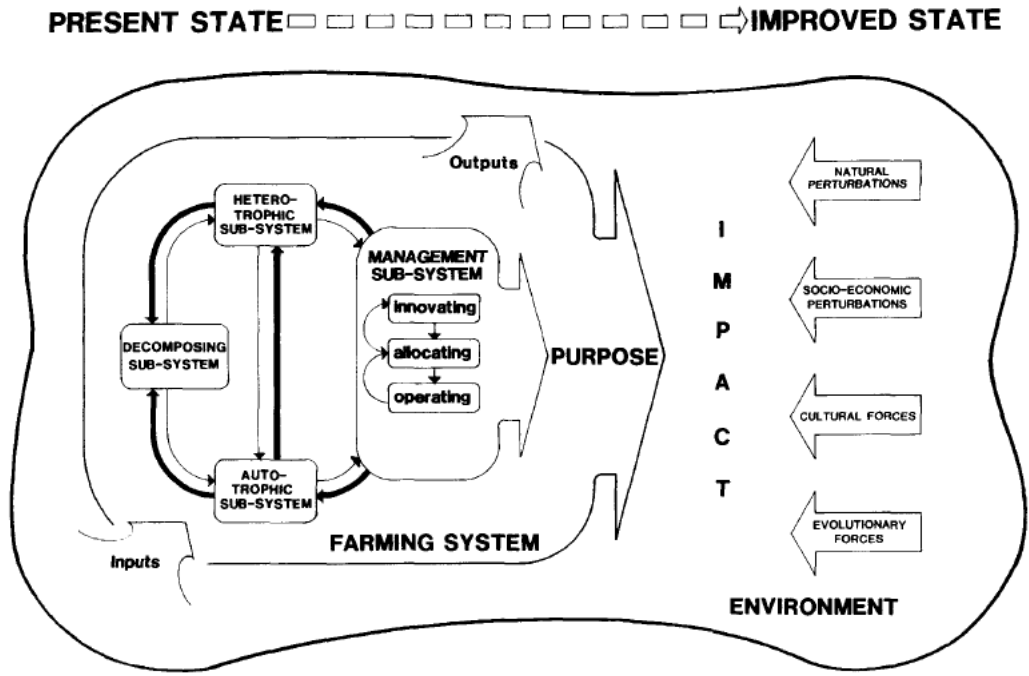 PRESENT STATE IMPROVED STATE
Outputs
HETERO-
TROPHIC
SUB-SYSTEM
MANAGEMENT
SUB-SYSTEM
innovating
allocating
operating
DECOMPOSING
SUB-SYSTEM
AUTO-
TROPHIC
SUB-SYSTEM
Inputs
FARMING SYSTEM
PURPOSE
I
M
P
A
C
T
NATURAL
PERTURBATIONS
SOCIO-ECONOMIC
PERTURBATIONS
CULTURAL FORCES
EVOLUTIONARY
FORCES
ENVIRONMENT